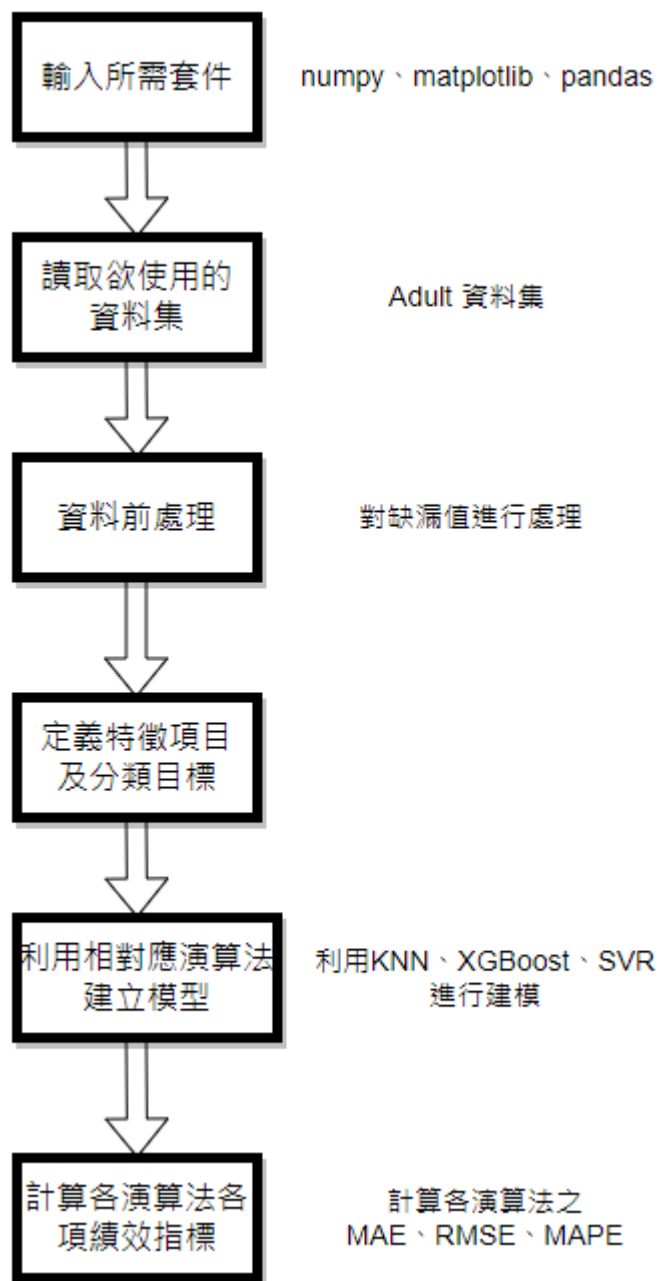 輸入所需套件
numpy、matplotlib、pandas
讀取欲使用的
資料集
Adult 資料集
資料前處理
對缺漏值進行處理
定義特徵項目
及分類目標
利用相對應演算法
建立模型
利用KNN、XGBoost、SVR
進行建模
計算各演算法各
項績效指標
計算各演算法之
MAE、RMSE、MAPE